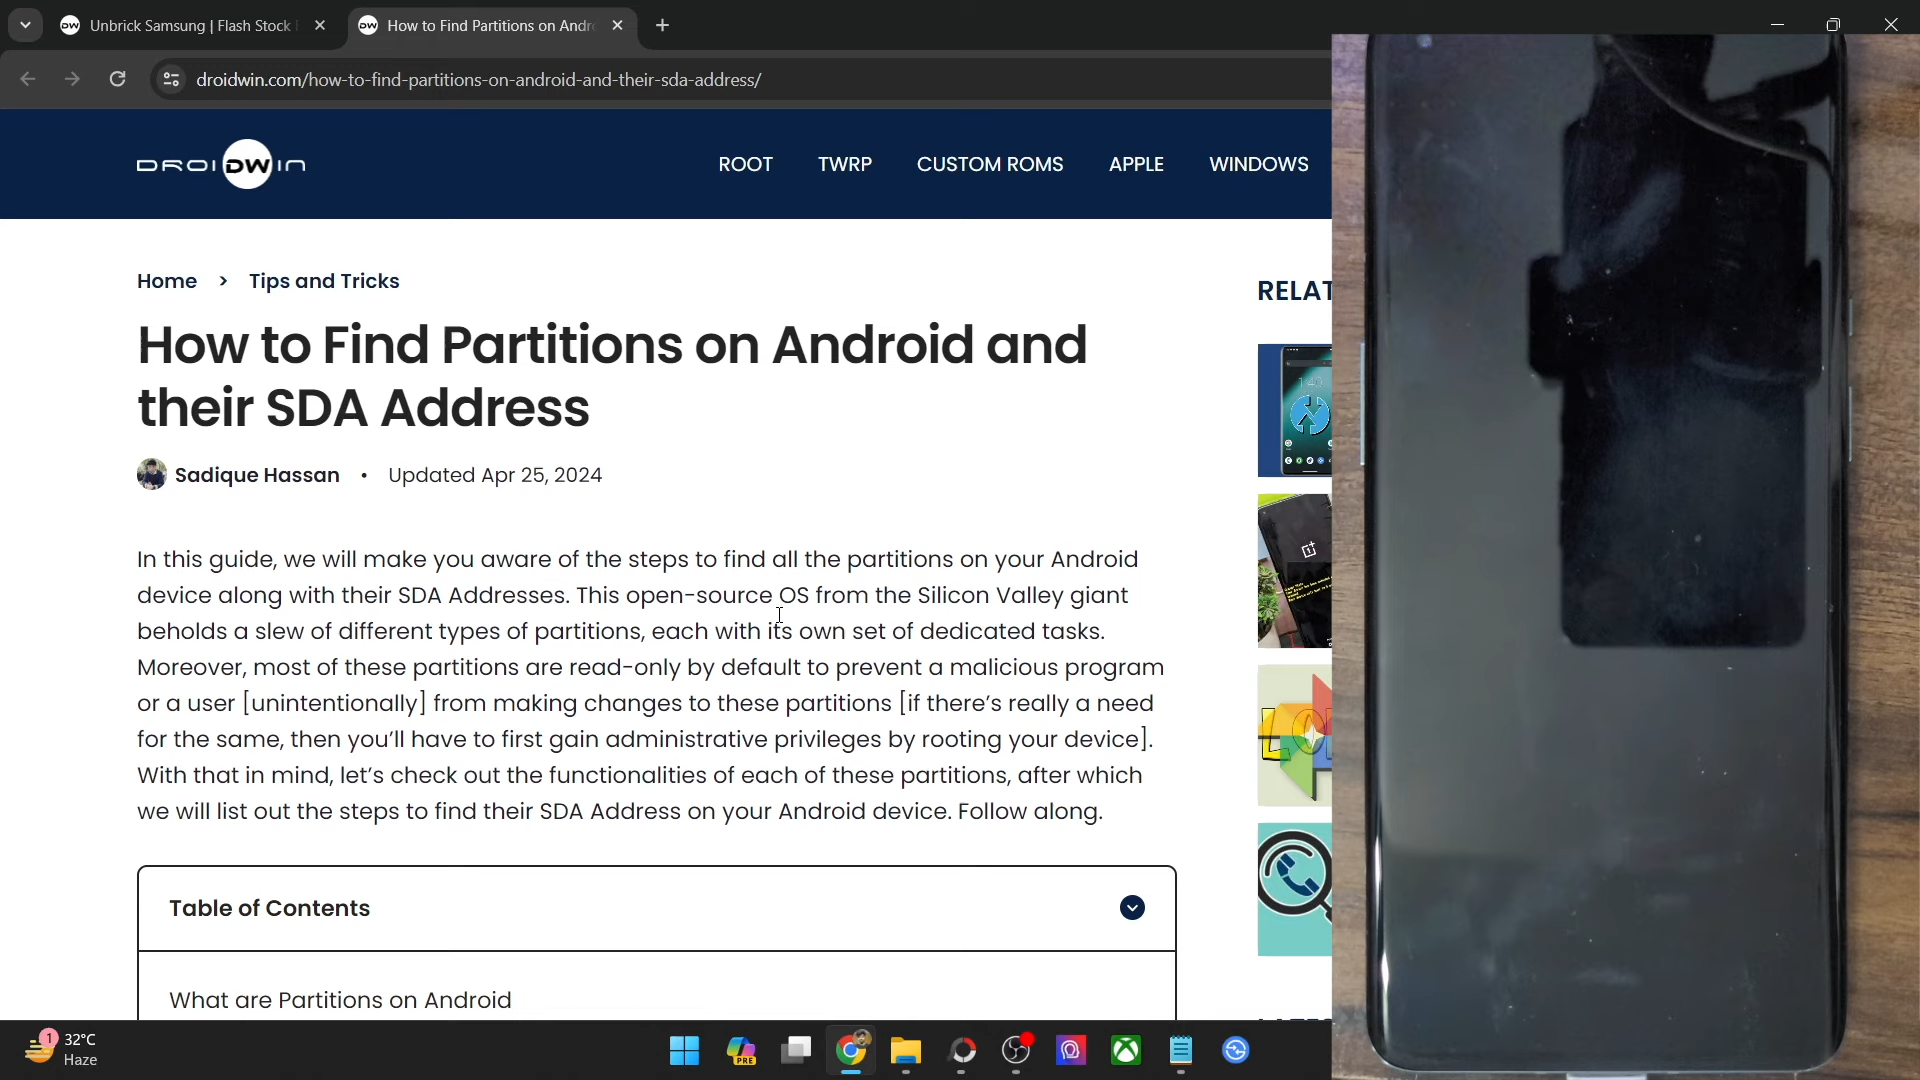 Unbrick Samsung | Flash Stock
How to Find Partitions on Andr
droidwin.com/how-to-find-partitions-on-android-and-their-sda-address/
DROIDWIN
ROOT
TWRP
CUSTOM ROMS
APPLE
WINDOWS
Home > Tips and Tricks
How to Find Partitions on Android and
their SDA Address
Sadique Hassan • Updated Apr 25, 2024
In this guide, we will make you aware of the steps to find all the partitions on your Android
device along with their SDA Addresses. This open-source OS from the Silicon Valley giant
beholds a slew of different types of partitions, each with its own set of dedicated tasks.
Moreover, most of these partitions are read-only by default to prevent a malicious program
or a user [unintentionally] from making changes to these partitions [if there’s really a need
for the same, then you’ll have to first gain administrative privileges by rooting your device].
With that in mind, let’s check out the functionalities of each of these partitions, after which
we will list out the steps to find their SDA Address on your Android device. Follow along.
Table of Contents
What are Partitions on Android
RELAT
1
32°C
Haze
PRE